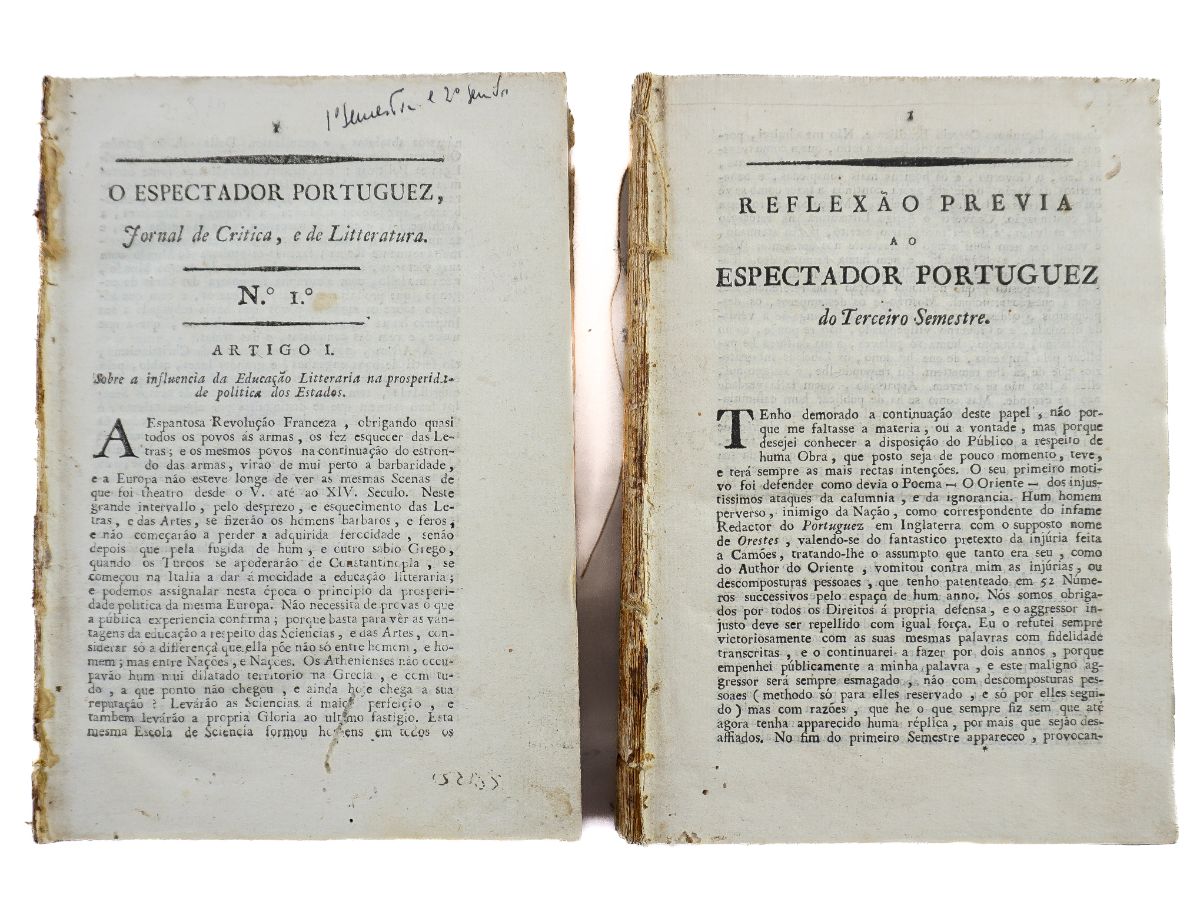 1º Semestre e 2º
1
O ESPECTADOR PORTUGUEZ,
Jornal de Critica, e de Litteratura.
N.º 1.º
ARTIGO I.
Sobre a influencia da Educação Litteraria na prosperida-
de politica dos Estados.
A Espantosa Revolução Franceza, obrigando quasi
todos os povos ás armas, os fez esquecer das Le-
tras; e os mesmos povos na continuação do estron-
do das armas, virão de mui perto a barbaridade,
e a Europa não esteve longe de ver as mesmas Scenas de
que foi theatro desde o V. até ao XIV. Seculo. Neste
grande intervallo, pelo desprezo, e esquecimento das Le-
tras, e das Artes, se fizerão os homens barbaros, e feros,
e não começarão a perder a adquirida ferocidade, senão
depois que pela fugida de hum, e outro sabio Grego,
quando os Turcos se apoderarão de Constantinopla, se
começou na Italia a dar á mocidade a educação litteraria;
e podemos assignalar nesta época o principio da prosperi-
dade politica da mesma Europa. Não necessita de provas o que
a pública experiencia confirma; porque basta para vêr as van-
tagens da educação a respeito das Sciencias, e das Artes, con-
siderar só a differença que ella põe não só entre homem, e ho-
mem; mas entre Nações, e Nações. Os Athenienses não occu-
pavão hum mui dilatado territorio na Grecia, e com tu-
do, a que ponto não chegou, e ainda hoje chega a sua
reputação? Levárão as Sciencias á maior perfeição, e
tambem levárão a propria Gloria ao ultimo fastigio. Esta
mesma Escola de Sciencia formou homens em todos os
1
REFLEXÃO PREVIA
AO
ESPECTADOR PORTUGUEZ
do Terceiro Semestre.
TEnho demorado a continuação deste papel, não por-
que me faltasse a materia, ou a vontade, mas porque
desejei conhecer a disposição do Público a respeito de
huma Obra, que posto seja de pouco momento, teve,
e terá sempre as mais rectas intenções. O seu primeiro moti-
vo foi defender como devia o Poema — O Oriente — dos injus-
tissimos ataques da calumnia, e da ignorancia. Hum homem
perverso, inimigo da Nação, como correspondente do infame
Redactor do Portuguez em Inglaterra com o supposto nome
de Orestes, valendo-se do fantastico pretexto da injúria feita
a Camões, tratando-lhe o assumpto que tanto era seu, como
do Author do Oriente, vomitou contra mim as injúrias, ou
descomposturas pessoaes, que tenho patenteado em 52 Núme-
ros successivos pelo espaço de hum anno. Nós somos obriga-
dos por todos os Direitos á propria defensa, e o aggressor in-
justo deve ser repellido com igual força. Eu o refutei sempre
victoriosamente com as suas mesmas palavras com fidelidade
transcritas, e o continuarei a fazer por dois annos, porque
empenhei públicamente a minha palavra, e este maligno ag-
gressor será sempre esmagado, não com descomposturas pes-
soaes (methodo só para elles reservado, e só por elles segui-
do) mas com razões, que he o que sempre fiz sem que até
agora tenha apparecido huma réplica, por mais que sejão des-
affiados. No fim do primeiro Semestre appareceo, provocan-